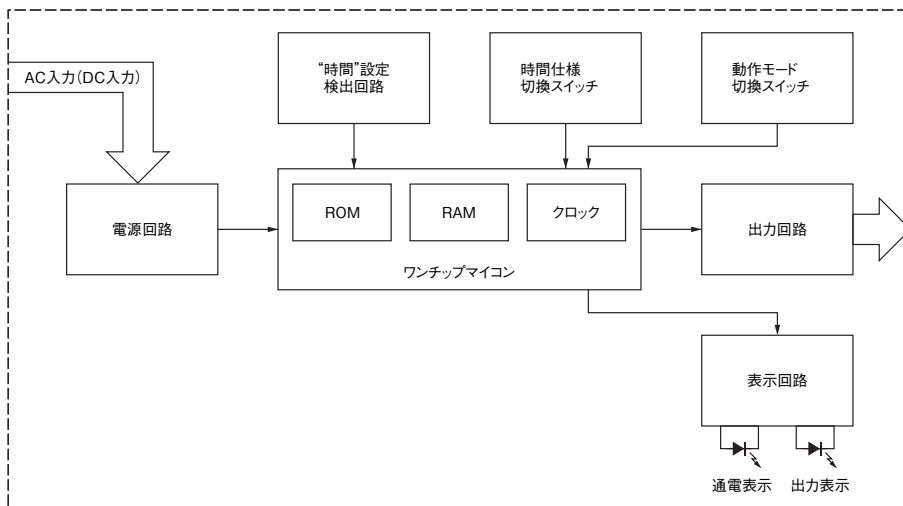 AC入力(DC入力)
“時間”設定
検出回路
時間仕様
切換スイッチ
動作モード
切換スイッチ
電源回路
ROM
RAM
クロック
ワンチップマイコン
出力回路
表示回路
通電表示
出力表示